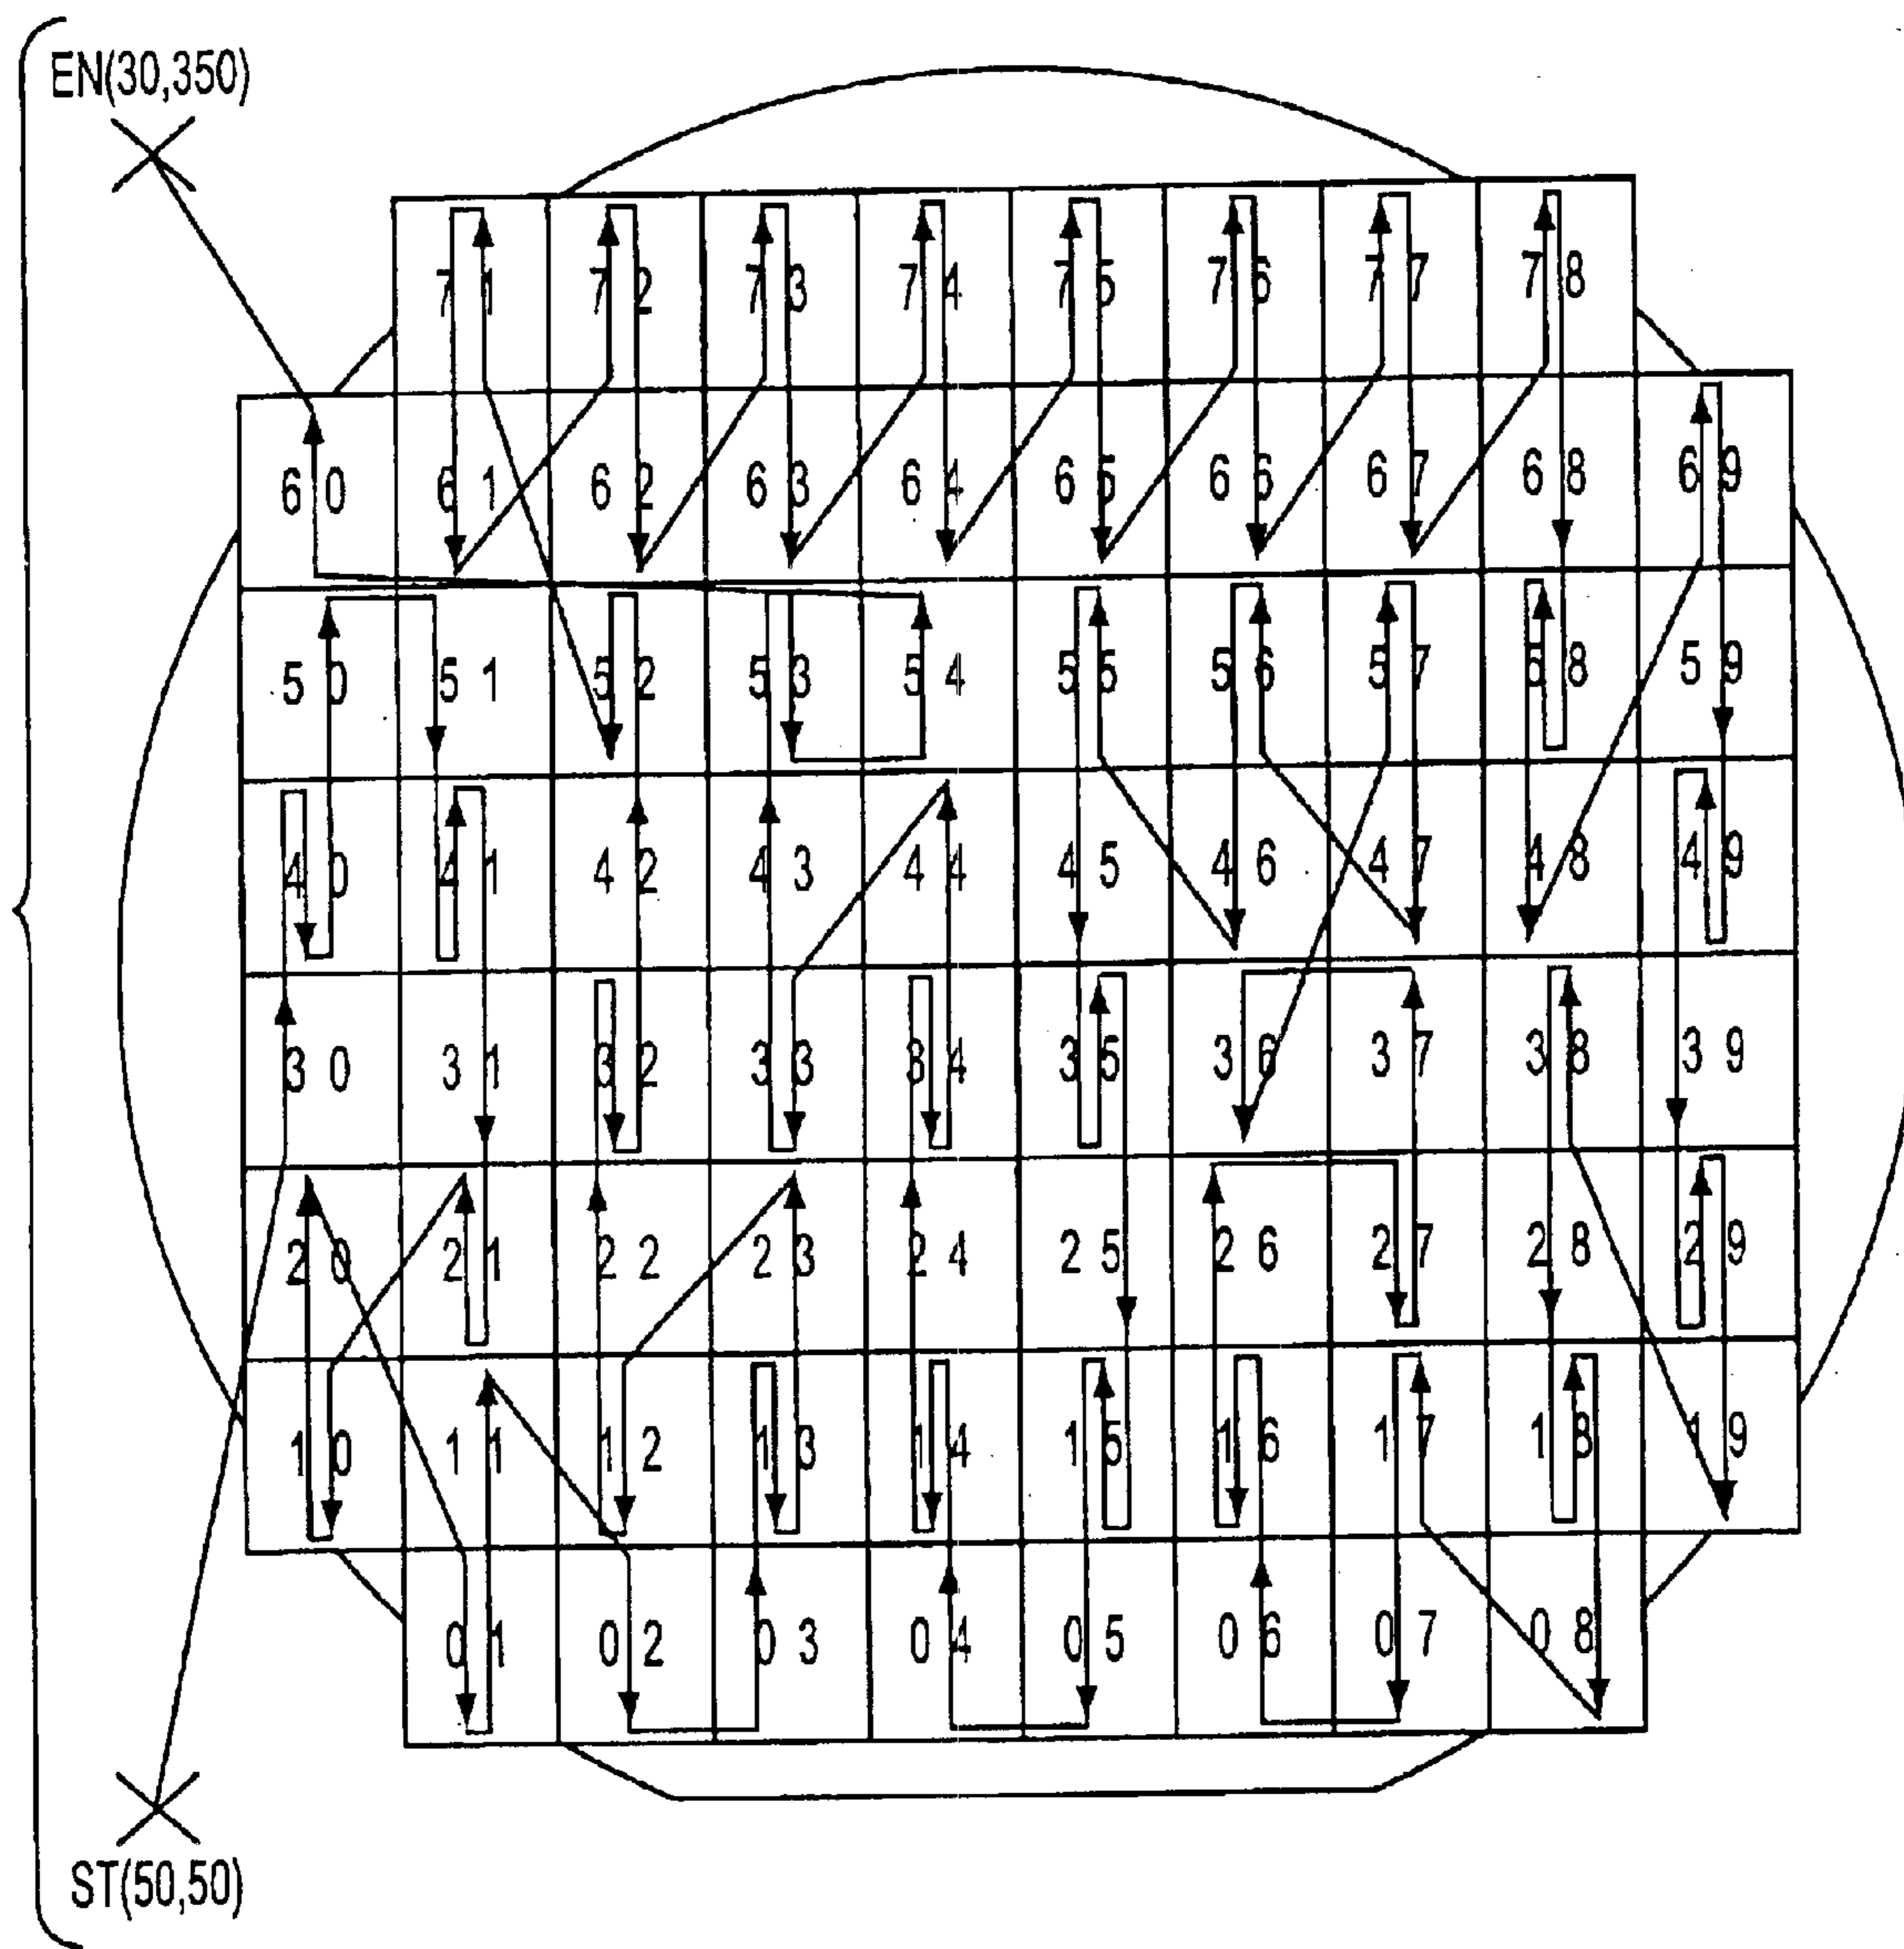 EN(30,350)
71 72 73 74 75 76 77 78
60 61 62 63 64 65 66 67 68 69
50 51 52 53 54 55 56 57 58 59
40 41 42 43 44 45 46 47 48 49
30 31 32 33 34 35 36 37 38 39
20 21 22 23 24 25 26 27 28 29
10 11 12 13 14 15 16 17 18 19
01 02 03 04 05 06 07 08
ST(50,50)